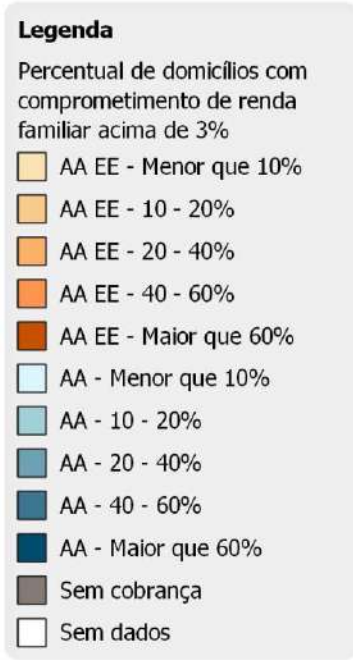 Legenda
Percentual de domicílios com
comprometimento de renda
familiar acima de 3%
AA EE - Menor que 10%
AA EE - 10 - 20%
AA EE - 20 - 40%
AA EE - 40 - 60%
AA EE - Maior que 60%
AA - Menor que 10%
AA - 10 - 20%
AA - 20 - 40%
AA - 40 - 60%
AA - Maior que 60%
Sem cobrança
Sem dados